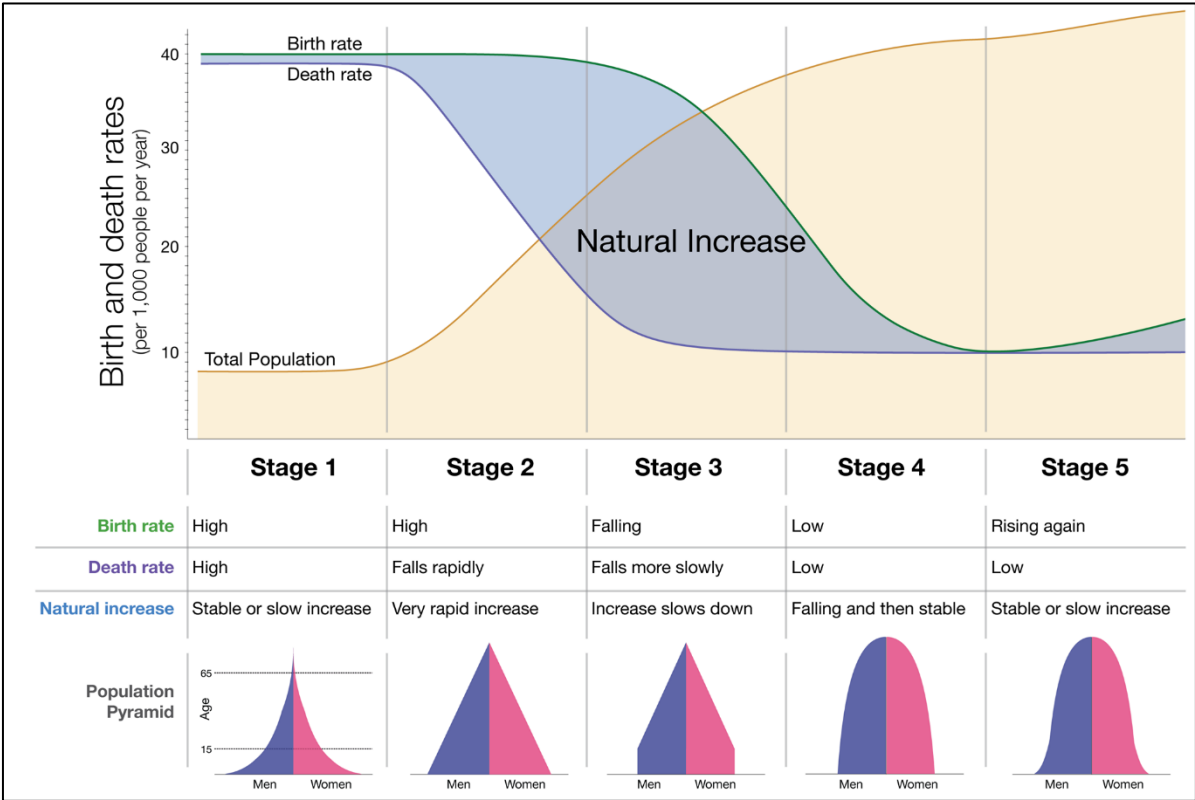 Birth and death rates
(per 1,000 people per year)
40
30
20
10
Birth rate
Death rate
Natural Increase
Total Population
Stage 1
Stage 2
Stage 3
Stage 4
Stage 5
Birth rate
High
High
Falling
Low
Rising again
Death rate
High
Falls rapidly
Falls more slowly
Low
Low
Natural increase
Stable or slow increase
Very rapid increase
Increase slows down
Falling and then stable
Stable or slow increase
Population
Pyramid
65
Age
15
Men
Women
Men
Women
Men
Women
Men
Women
Men
Women